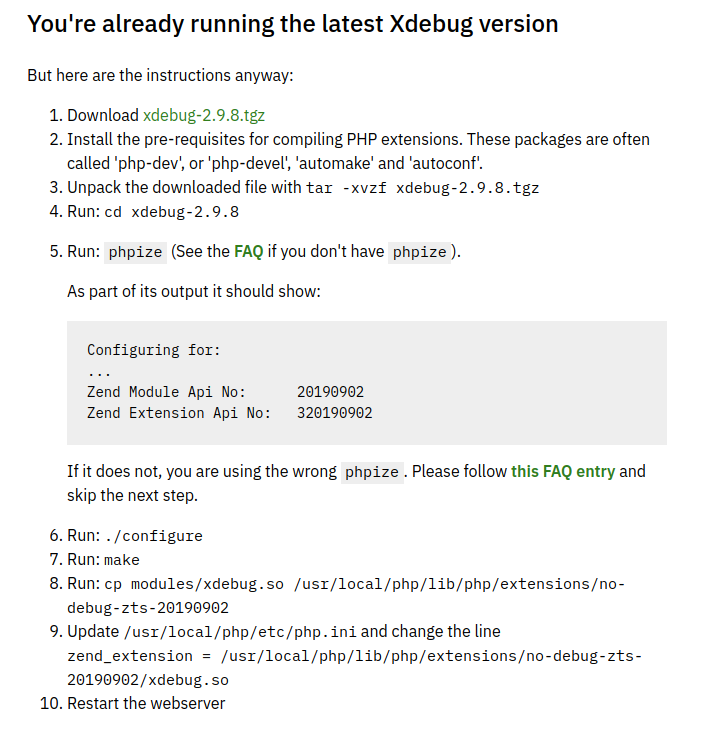 You're already running the latest Xdebug version
But here are the instructions anyway:
1. Download xdebug-2.9.8.tgz
2. Install the pre-requisites for compiling PHP extensions. These packages are often
called 'php-dev', or 'php-devel', 'automake' and 'autoconf'.
3. Unpack the downloaded file with tar -xvzf xdebug-2.9.8.tgz
4. Run: cd xdebug-2.9.8
5. Run: phpize (See the FAQ if you don't have phpize ).
As part of its output it should show:
Configuring for:
...
Zend Module Api No:      20190902
Zend Extension Api No:   320190902
If it does not, you are using the wrong phpize . Please follow this FAQ entry and
skip the next step.
6. Run: ./configure
7. Run: make
8. Run: cp modules/xdebug.so /usr/local/php/lib/php/extensions/no-
debug-zts-20190902
9. Update /usr/local/php/etc/php.ini and change the line
zend_extension = /usr/local/php/lib/php/extensions/no-debug-zts-
20190902/xdebug.so
10. Restart the webserver